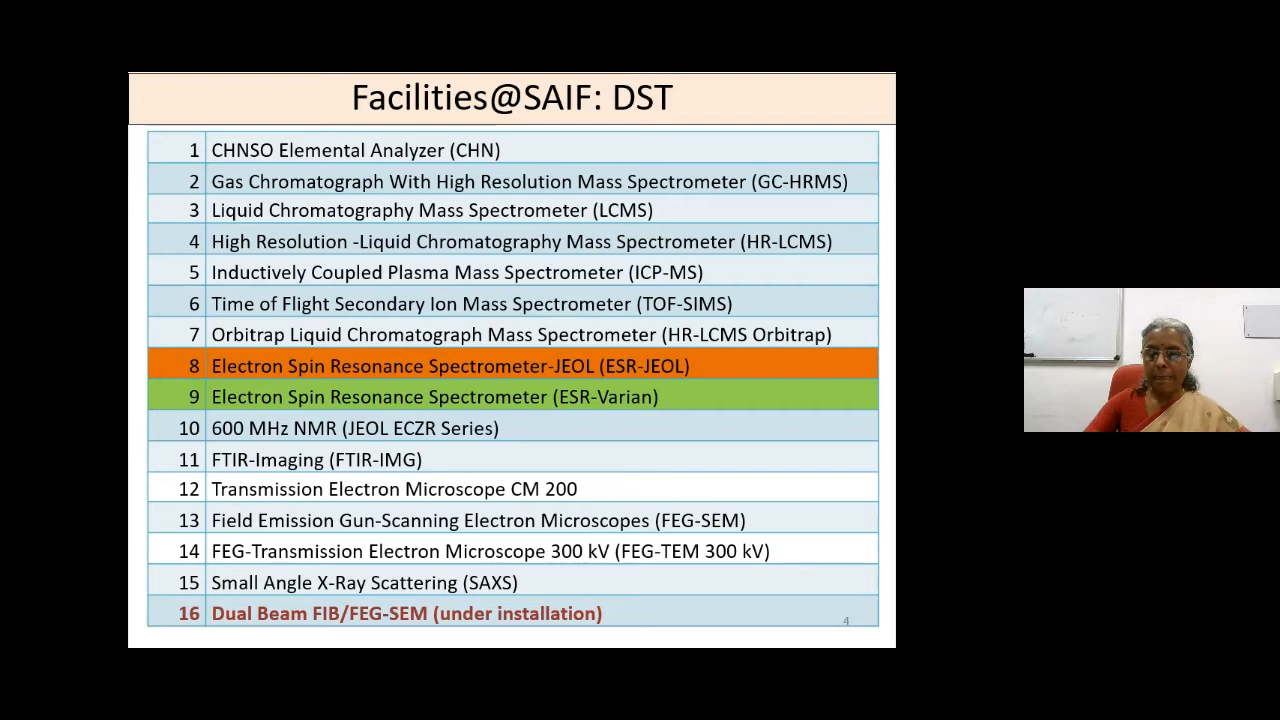 Facilities@SAIF: DST
1 CHNSO Elemental Analyzer (CHN)
2 Gas Chromatograph With High Resolution Mass Spectrometer (GC-HRMS)
3 Liquid Chromatography Mass Spectrometer (LCMS)
4 High Resolution -Liquid Chromatography Mass Spectrometer (HR-LCMS)
5 Inductively Coupled Plasma Mass Spectrometer (ICP-MS)
6 Time of Flight Secondary Ion Mass Spectrometer (TOF-SIMS)
7 Orbitrap Liquid Chromatograph Mass Spectrometer (HR-LCMS Orbitrap)
8 Electron Spin Resonance Spectrometer-JEOL (ESR-JEOL)
9 Electron Spin Resonance Spectrometer (ESR-Varian)
10 600 MHz NMR (JEOL ECZR Series)
11 FTIR-Imaging (FTIR-IMG)
12 Transmission Electron Microscope CM 200
13 Field Emission Gun-Scanning Electron Microscopes (FEG-SEM)
14 FEG-Transmission Electron Microscope 300 kV (FEG-TEM 300 kV)
15 Small Angle X-Ray Scattering (SAXS)
16 Dual Beam FIB/FEG-SEM (under installation)
4